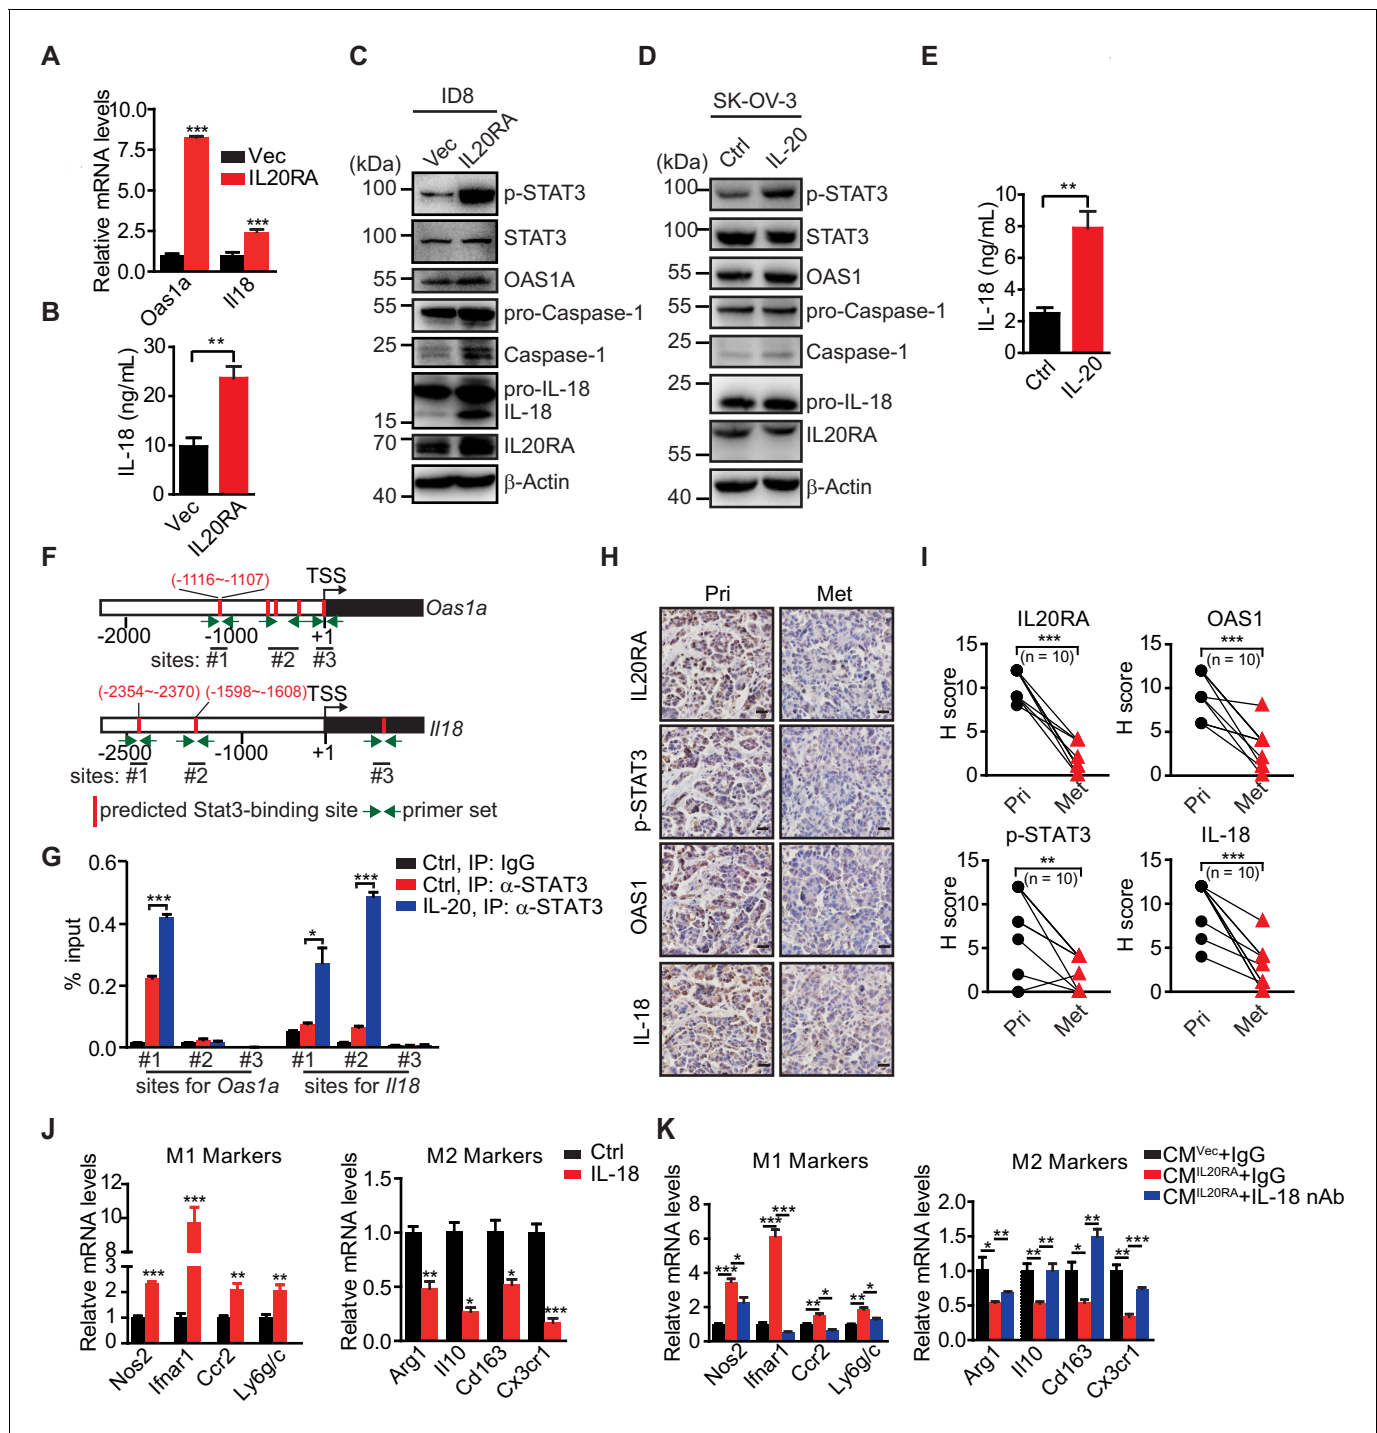 A
Relative mRNA levels
10.0
7.5
5.0
2.5
0.0
***
***
Vec
IL20RA
Oas1a
Il18
B
IL-18 (ng/mL)
30
20
10
0
**
Vec
IL20RA
C
ID8
(kDa)
Vec
IL20RA
100
p-STAT3
100
STAT3
55
OAS1A
55
pro-Caspase-1
25
Caspase-1
pro-IL-18
IL-18
15
70
IL20RA
β-Actin
40
D
SK-OV-3
(kDa)
Ctrl
IL-20
100
p-STAT3
100
STAT3
55
OAS1
55
pro-Caspase-1
25
Caspase-1
25
pro-IL-18
IL20RA
55
β-Actin
40
E
IL-18 (ng/mL)
10
8
6
4
2
0
**
Ctrl
IL-20
F
(-1116~-1107)
TSS
Oas1a
-2000
-1000
+1
sites: #1
#2
#3
(-2354~-2370)
(-1598~-1608)
TSS
Il18
-2500
-1000
+1
sites: #1
#2
#3
predicted Stat3-binding site
primer set
G
% input
0.6
0.4
0.2
0.0
***
*
***
Ctrl, IP: IgG
Ctrl, IP: α-STAT3
IL-20, IP: α-STAT3
#1 #2 #3 #1 #2 #3
sites for Oas1a
sites for Il18
H
Pri
Met
IL20RA
p-STAT3
OAS1
IL-18
I
IL20RA
H score
15
10
5
0
***
(n = 10)
Pri
Met
OAS1
H score
15
10
5
0
***
(n = 10)
Pri
Met
p-STAT3
H score
15
10
5
0
**
(n = 10)
Pri
Met
IL-18
H score
15
10
5
0
***
(n = 10)
Pri
Met
J
M1 Markers
Relative mRNA levels
12
10
8
3
2
1
0
***
***
**
**
Nos2
Ifnar1
Ccr2
Ly6g/c
M2 Markers
Ctrl
IL-18
Relative mRNA levels
1.5
1.0
0.5
0.0
**
*
*
***
Arg1
Il10
Cd163
Cx3cr1
K
M1 Markers
Relative mRNA levels
8
6
4
2
0
***
*
***
***
**
*
**
*
Nos2
Ifnar1
Ccr2
Ly6g/c
M2 Markers
CMVec+IgG
CMIL20RA+IgG
CMIL20RA+IL-18 nAb
Relative mRNA levels
2.0
1.5
1.0
0.5
0.0
*
**
**
**
*
**
**
***
Arg1
Il10
Cd163
Cx3cr1